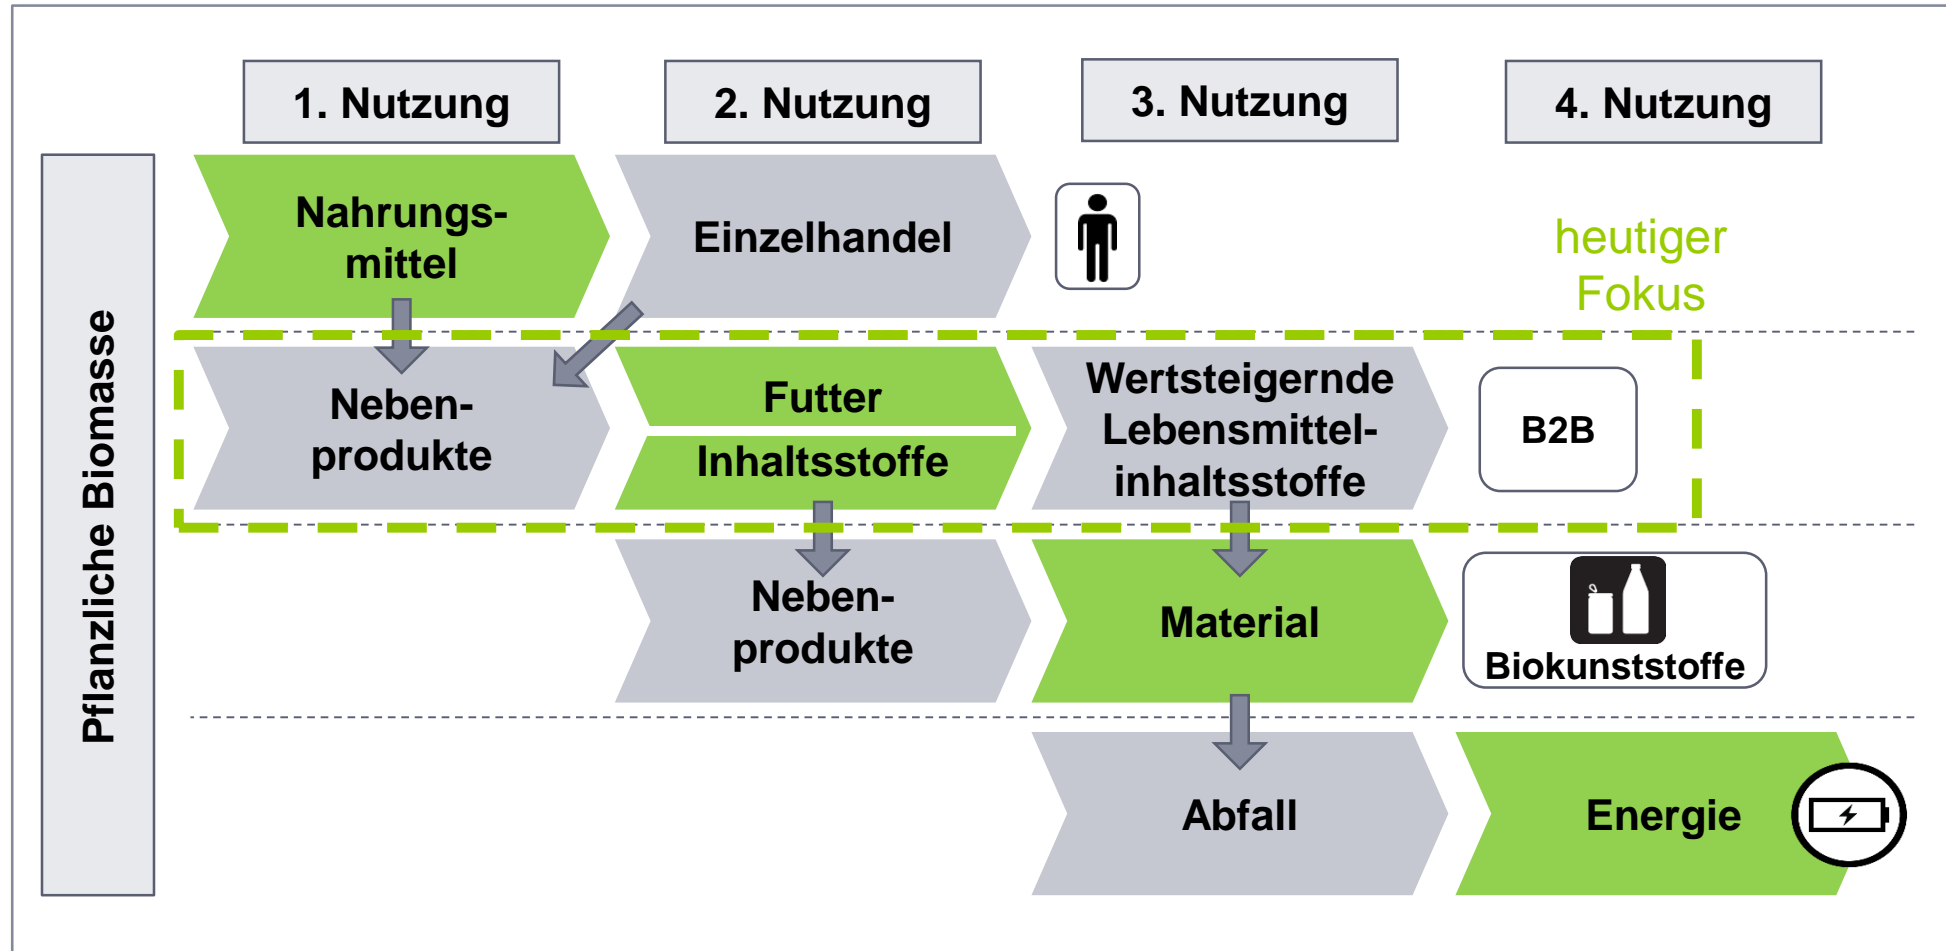 1. Nutzung
2. Nutzung
3. Nutzung
4. Nutzung
Pflanzliche Biomasse
Nahrungs-
mittel
Einzelhandel
heutiger
Fokus
Neben-
produkte
Futter
Inhaltsstoffe
Wertsteigernde
Lebensmittel-
inhaltsstoffe
B2B
Neben-
produkte
Material
Biokunststoffe
Abfall
Energie